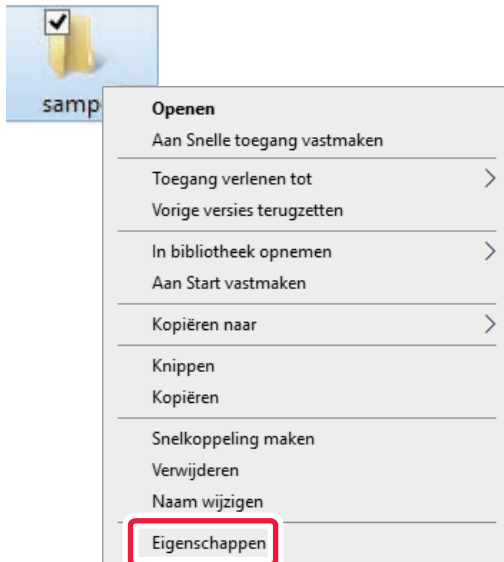 samp
Openen
Aan Snelle toegang vastmaken
Toegang verlenen tot
Vorige versies terugzetten
In bibliotheek opnemen
Aan Start vastmaken
Kopiëren naar
Knippen
Kopiëren
Snelkoppeling maken
Verwijderen
Naam wijzigen
Eigenschappen